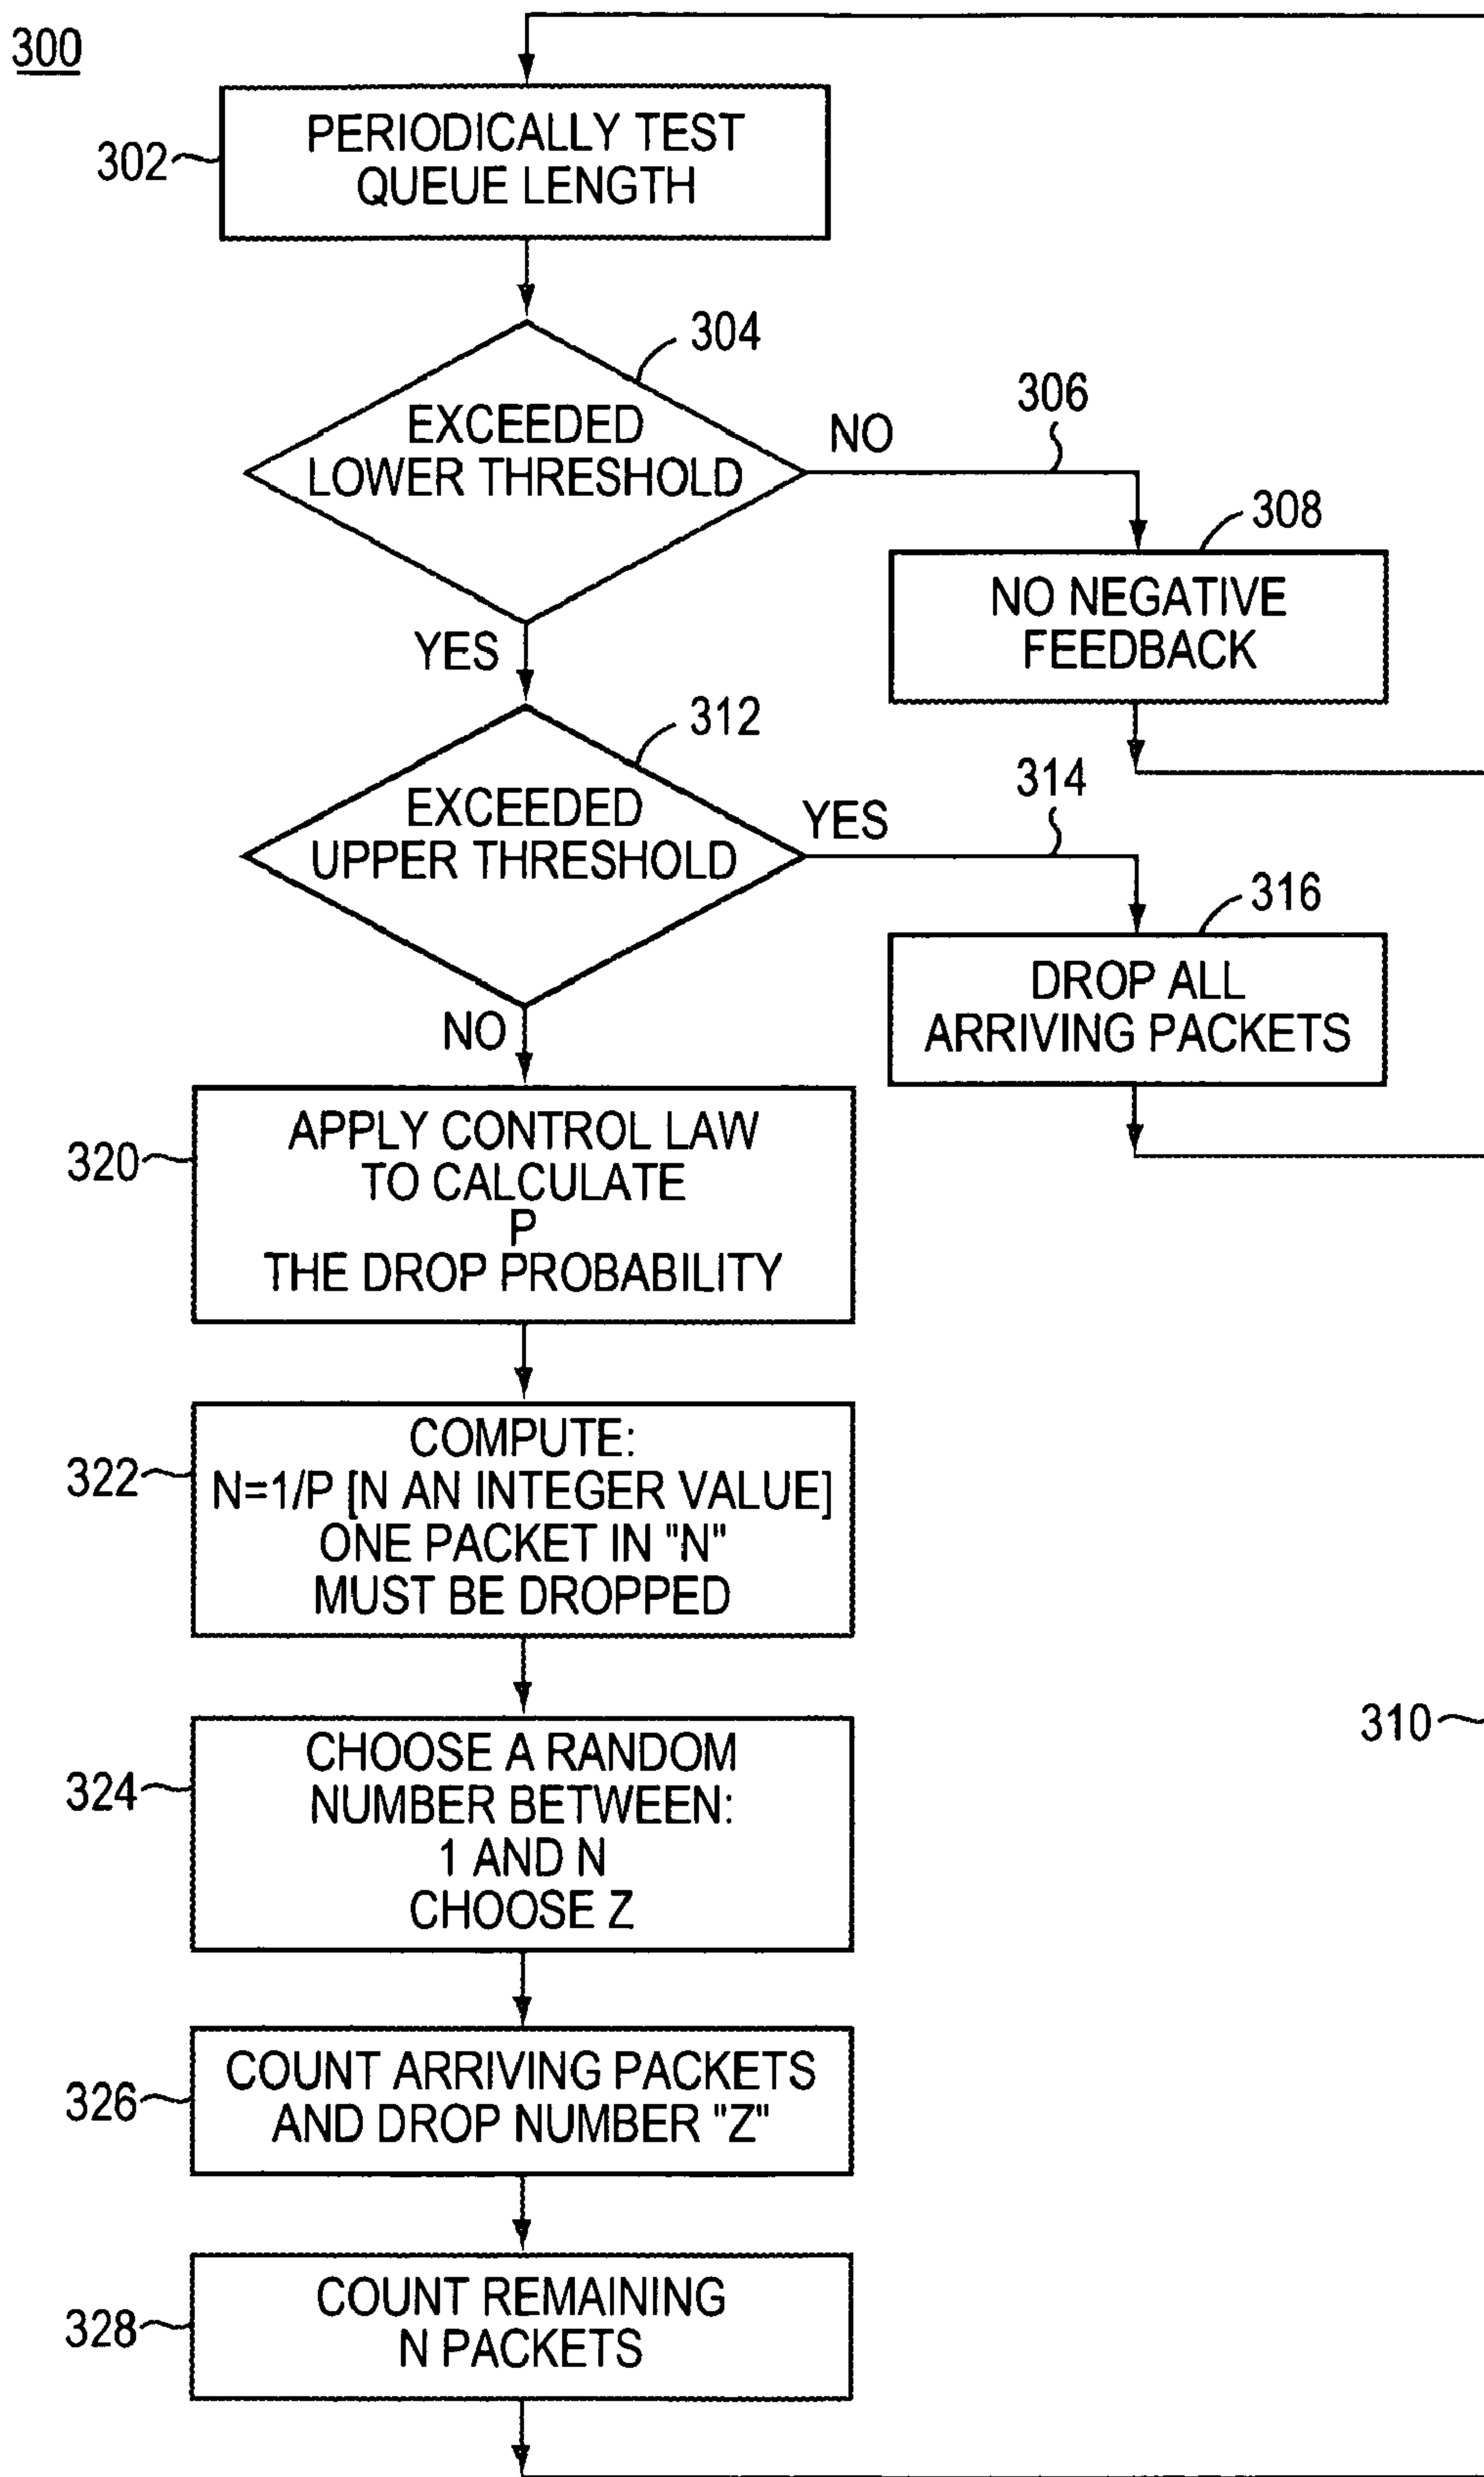 300
302
PERIODICALLY TEST
QUEUE LENGTH
304
EXCEEDED
LOWER THRESHOLD
NO
306
308
NO NEGATIVE
FEEDBACK
YES
312
EXCEEDED
UPPER THRESHOLD
YES
314
316
DROP ALL
ARRIVING PACKETS
NO
320
APPLY CONTROL LAW
TO CALCULATE
P
THE DROP PROBABILITY
322
COMPUTE:
N=1/P [N AN INTEGER VALUE]
ONE PACKET IN "N"
MUST BE DROPPED
324
CHOOSE A RANDOM
NUMBER BETWEEN:
1 AND N
CHOOSE Z
310
326
COUNT ARRIVING PACKETS
AND DROP NUMBER "Z"
328
COUNT REMAINING
N PACKETS